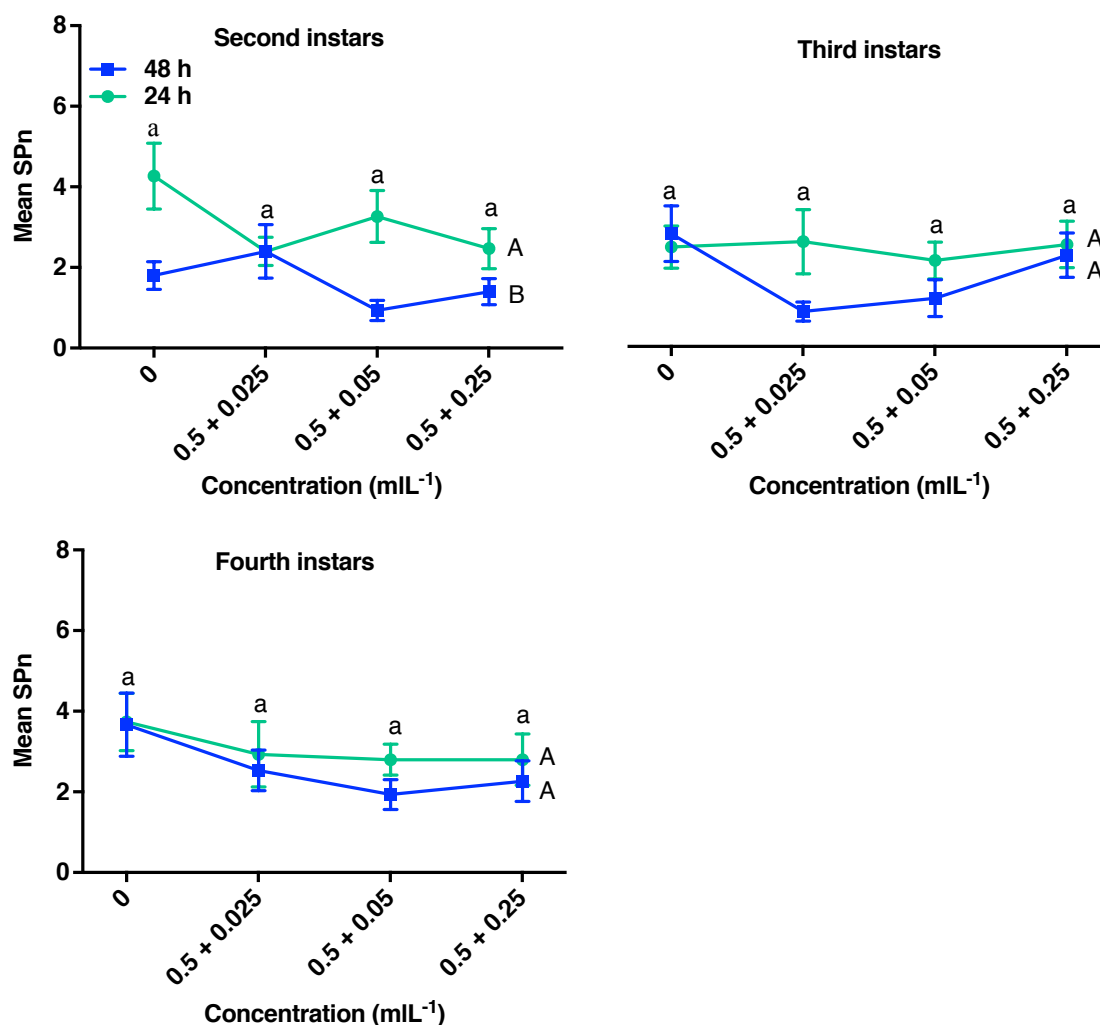 Second instars
48 h
24 h
Mean SPn
8
6
4
2
0
a
a
a
a
A
B
0
0.5 + 0.025
0.5 + 0.05
0.5 + 0.25
Concentration (mlL⁻¹)
Third instars
a
a
a
a
A
A
0
0.5 + 0.025
0.5 + 0.05
0.5 + 0.25
Concentration (mlL⁻¹)
Fourth instars
Mean SPn
8
6
4
2
0
a
a
a
a
A
A
0
0.5 + 0.025
0.5 + 0.05
0.5 + 0.25
Concentration (mlL⁻¹)